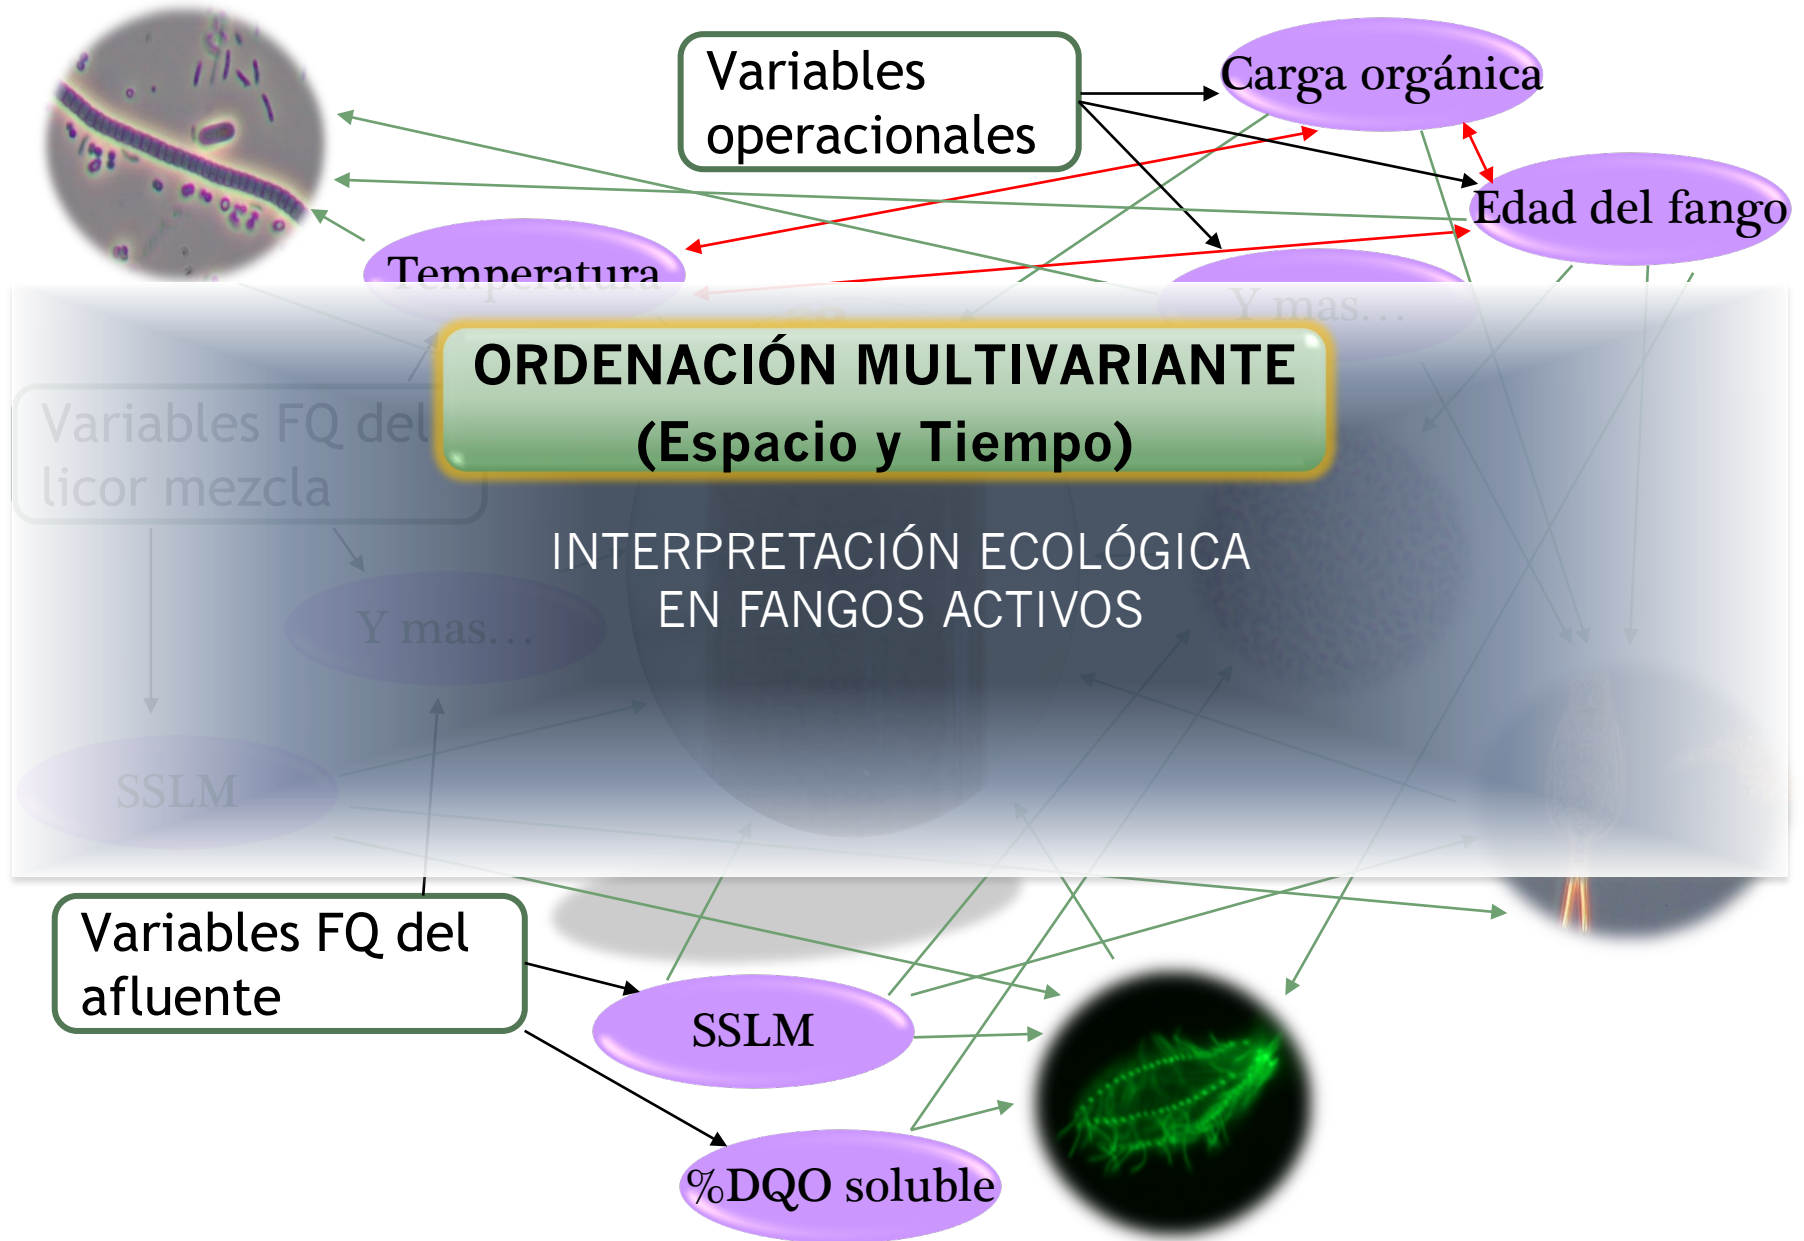 Variables
operacionales
Carga orgánica
Edad del fango
Temperatura
Y mas...
ORDENACIÓN MULTIVARIANTE
(Espacio y Tiempo)
Variables FQ del
licor mezcla
INTERPRETACIÓN ECOLÓGICA
EN FANGOS ACTIVOS
Y mas...
SSLM
Variables FQ del
afluente
SSLM
%DQO soluble